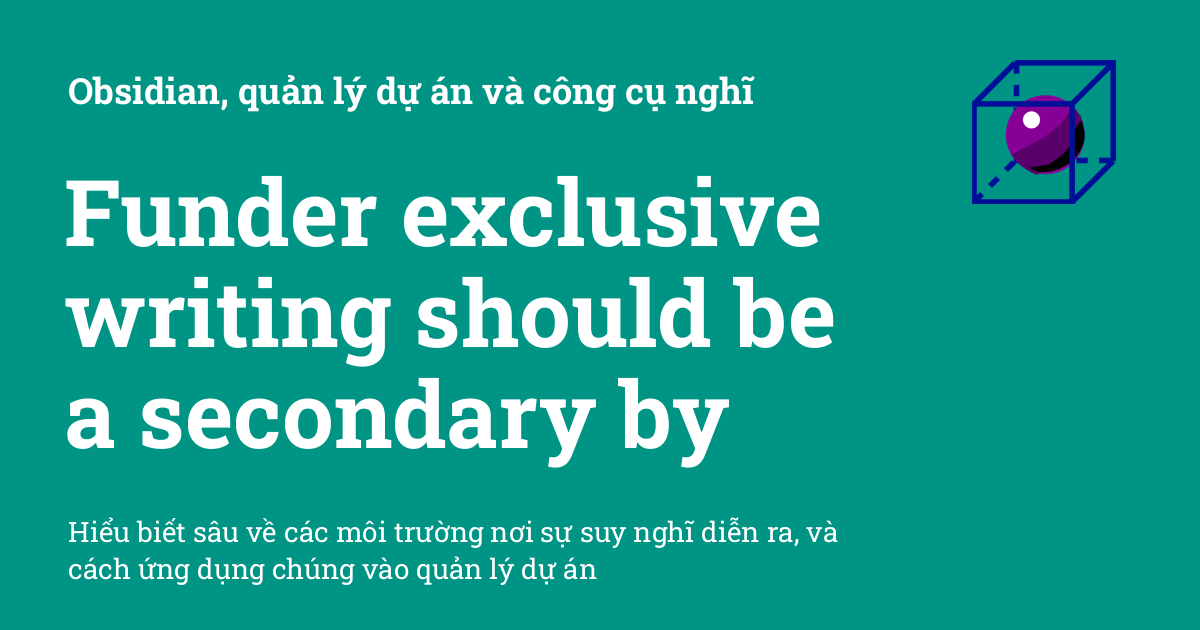 Obsidian, quản lý dự án và công cụ nghĩ
Funder exclusive
writing should be
a secondary by
Hiểu biết sâu về các môi trường nơi sự suy nghĩ diễn ra, và
cách ứng dụng chúng vào quản lý dự án